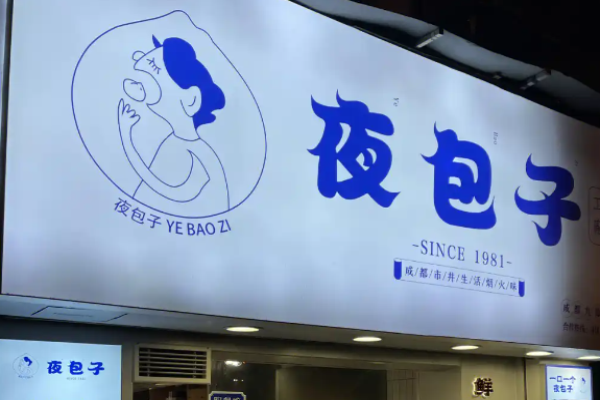 夜包子
夜包子 YE BAO ZI
-SINCE 1981-
成/都/市/井/生/活/烟/火/味
夜包子
鲜
一口一个
夜包子